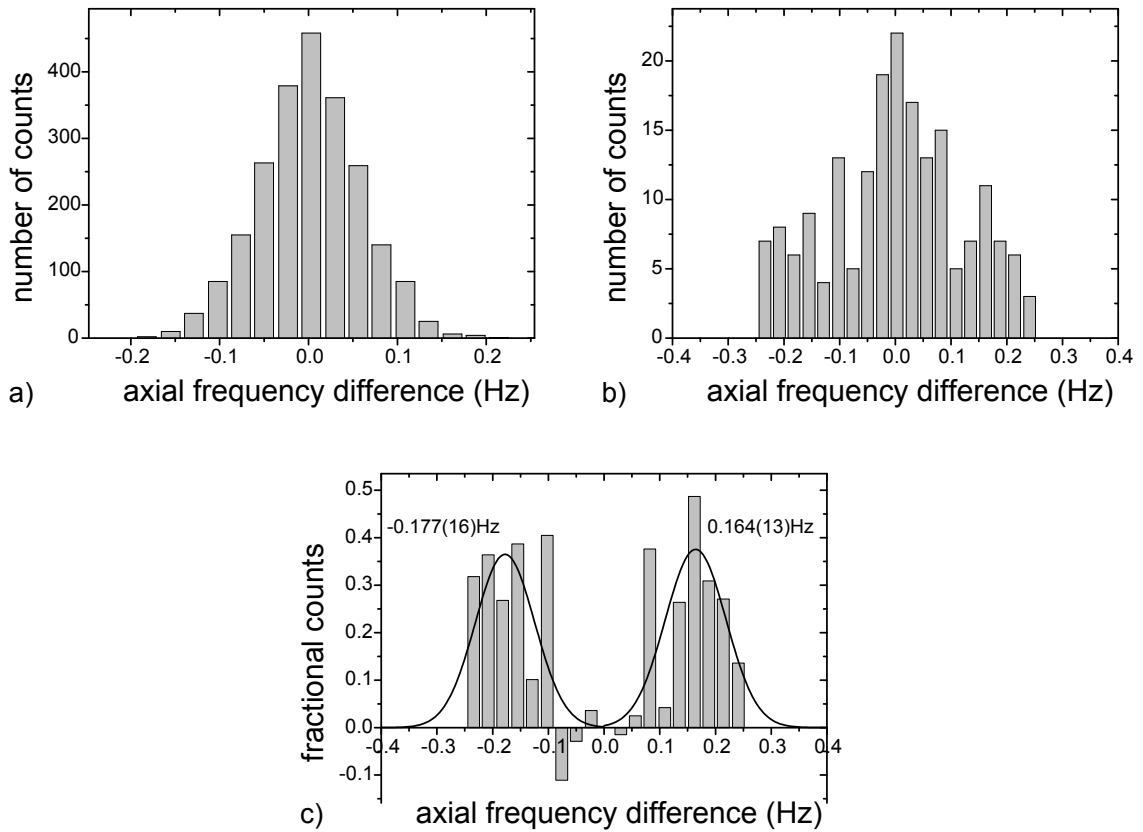 400
300
200
100
0
-0.2 -0.1 0.0 0.1 0.2
number of counts
axial frequency difference (Hz)
a)
20
15
10
5
0
-0.4 -0.3 -0.2 -0.1 0.0 0.1 0.2 0.3 0.4
number of counts
axial frequency difference (Hz)
b)
0.5
0.4
0.3
0.2
0.1
0.0
-0.1
-0.177(16)Hz 0.164(13)Hz
-0.4 -0.3 -0.2 -0.1 0.0 0.1 0.2 0.3 0.4
fractional counts
axial frequency difference (Hz)
c)